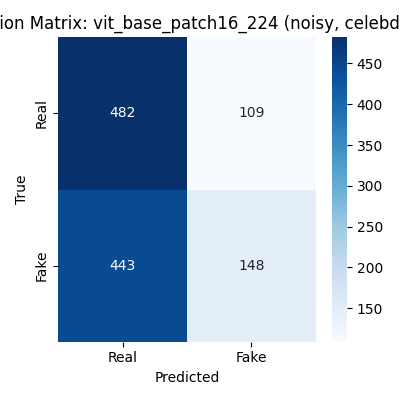 ion Matrix: vit_base_patch16_224 (noisy, celebd
True
Real
Fake
482
109
443
148
Real
Fake
Predicted
450
400
350
300
250
200
150